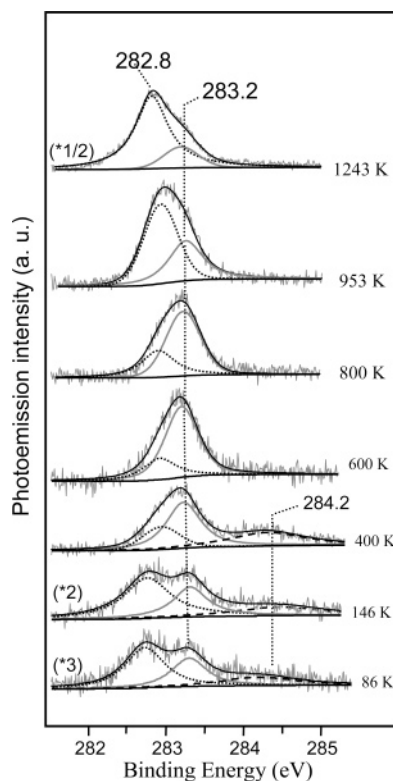 282.8
283.2
(*1/2)
1243 K
953 K
800 K
600 K
284.2
400 K
(*2)
146 K
(*3)
86 K
Photoemission intensity (a. u.)
282 283 284 285
Binding Energy (eV)